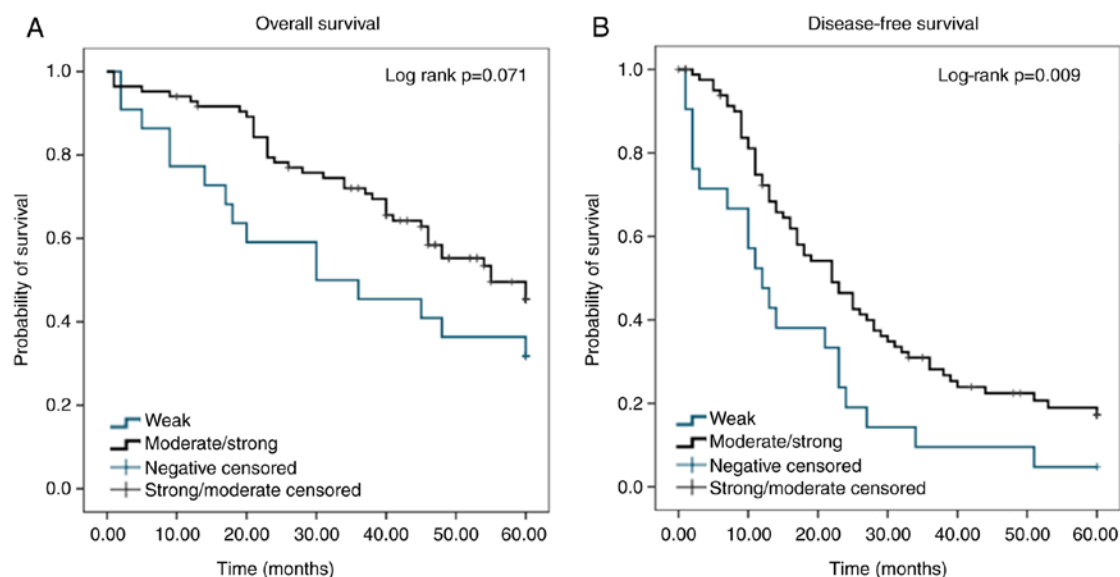 A
Overall survival
Log rank p=0.071
Probability of survival
1.0
0.8
0.6
0.4
0.2
0.0
Weak
Moderate/strong
Negative censored
Strong/moderate censored
0.00 10.00 20.00 30.00 40.00 50.00 60.00
Time (months)
B
Disease-free survival
Log-rank p=0.009
Probability of survival
1.0
0.8
0.6
0.4
0.2
0.0
Weak
Moderate/strong
Negative censored
Strong/moderate censored
0.00 10.00 20.00 30.00 40.00 50.00 60.00
Time (months)